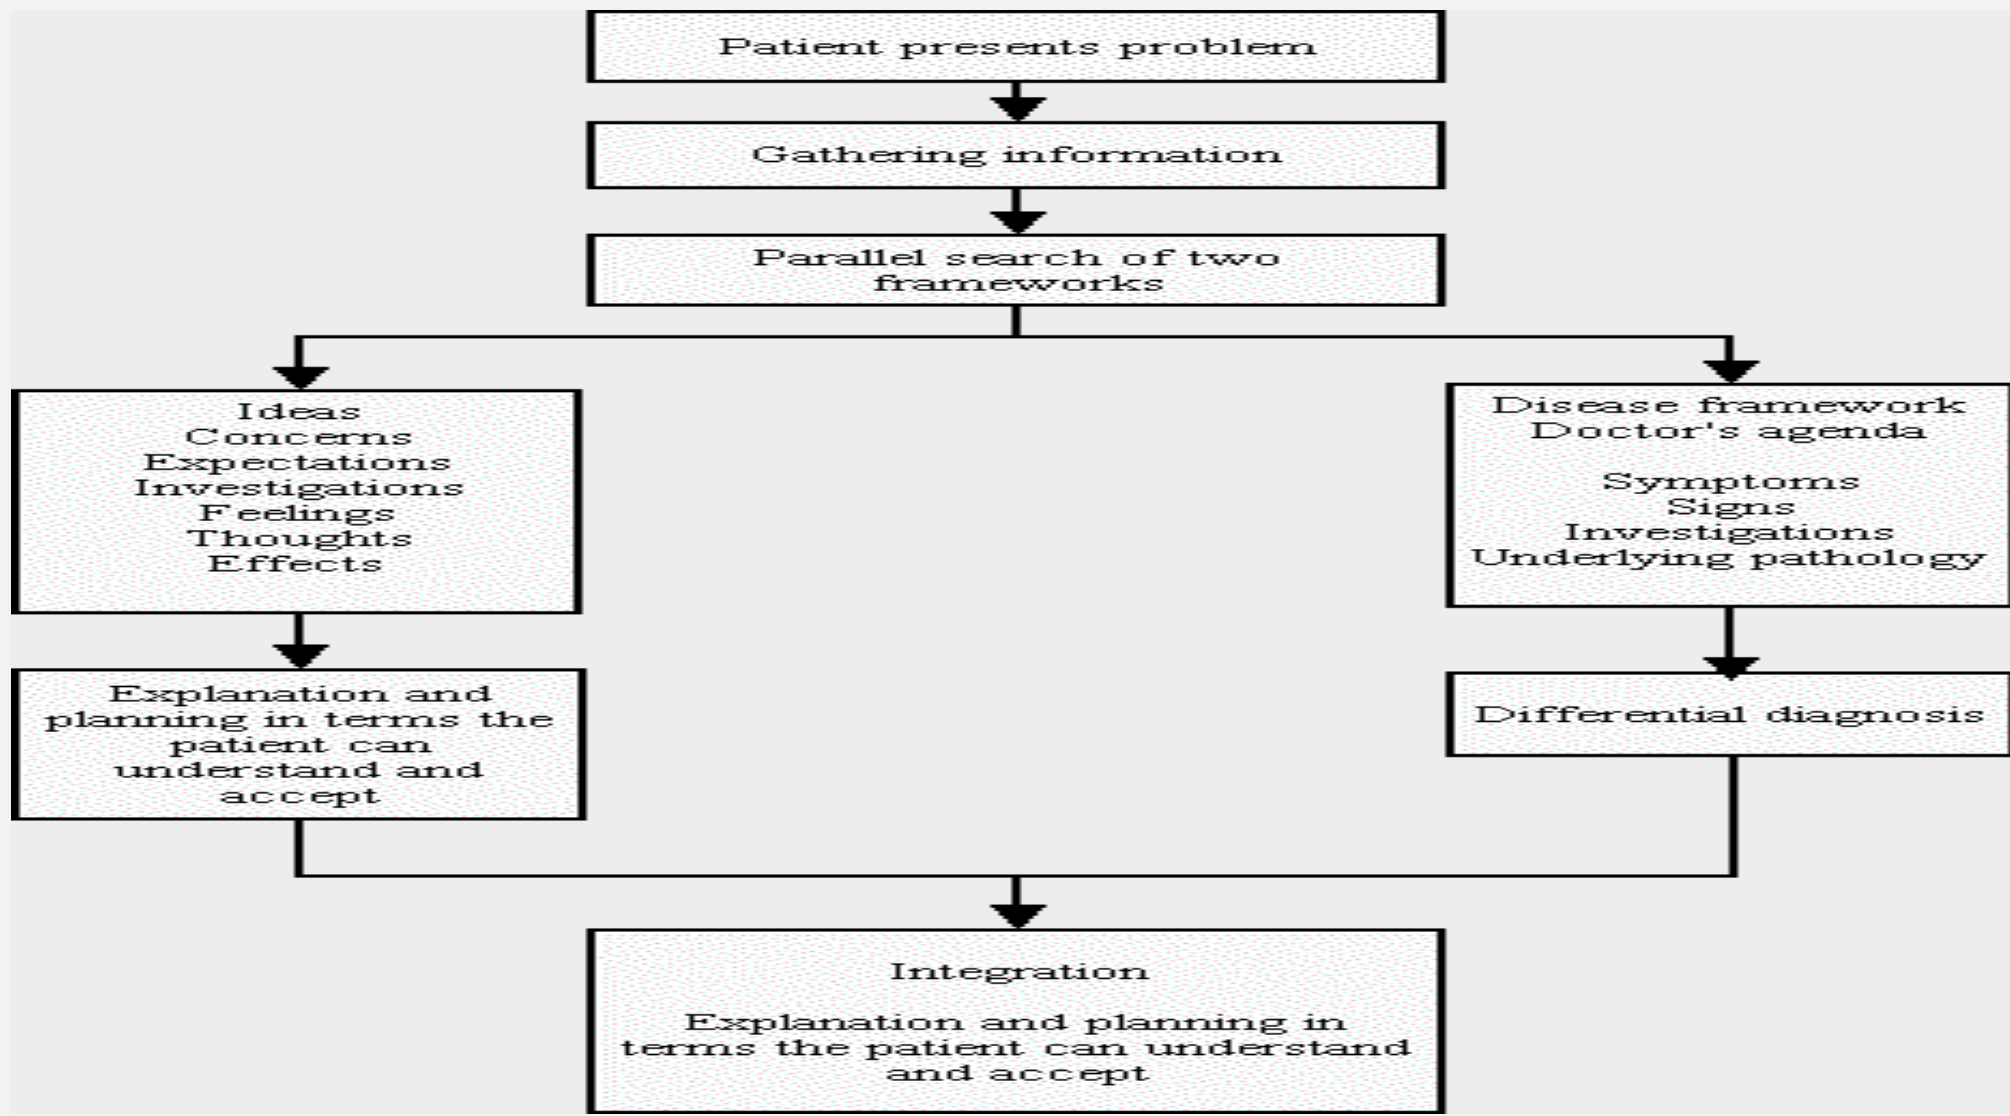 Patient presents problem
Gathering information
Parallel search of two
frameworks
Ideas
Concerns
Expectations
Investigations
Feelings
Thoughts
Effects
Disease framework
Doctor's agenda
Symptoms
Signs
Investigations
Underlying pathology
Explanation and
planning in terms the
patient can
understand and
accept
Differential diagnosis
Integration
Explanation and planning in
terms the patient can understand
and accept